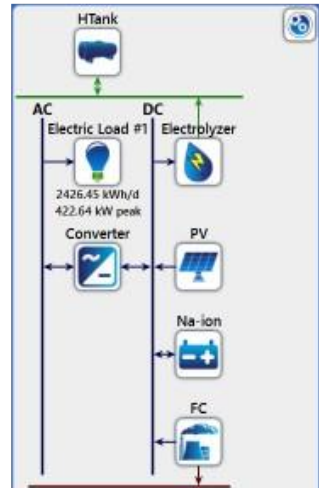 HTank
AC DC
Electric Load #1 Electrolyzer
2426.45 kWh/d
422.64 kW peak
Converter PV
Na-ion
FC